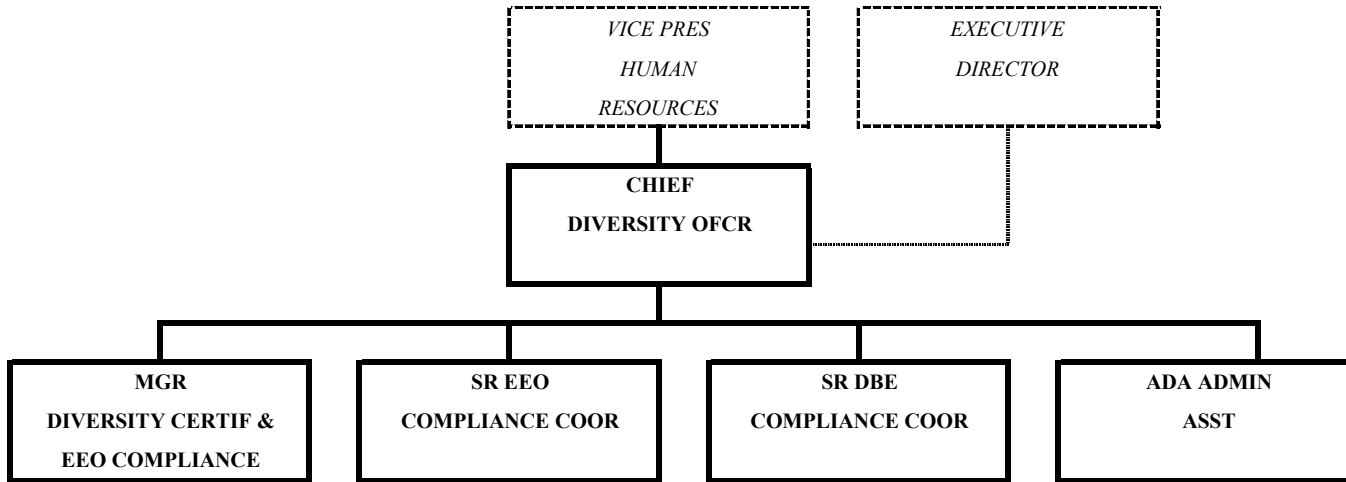 VICE PRES
HUMAN
RESOURCES
EXECUTIVE
DIRECTOR
CHIEF
DIVERSITY OFCR
MGR
DIVERSITY CERTIF &
EEO COMPLIANCE
SR EEO
COMPLIANCE COOR
SR DBE
COMPLIANCE COOR
ADA ADMIN
ASST